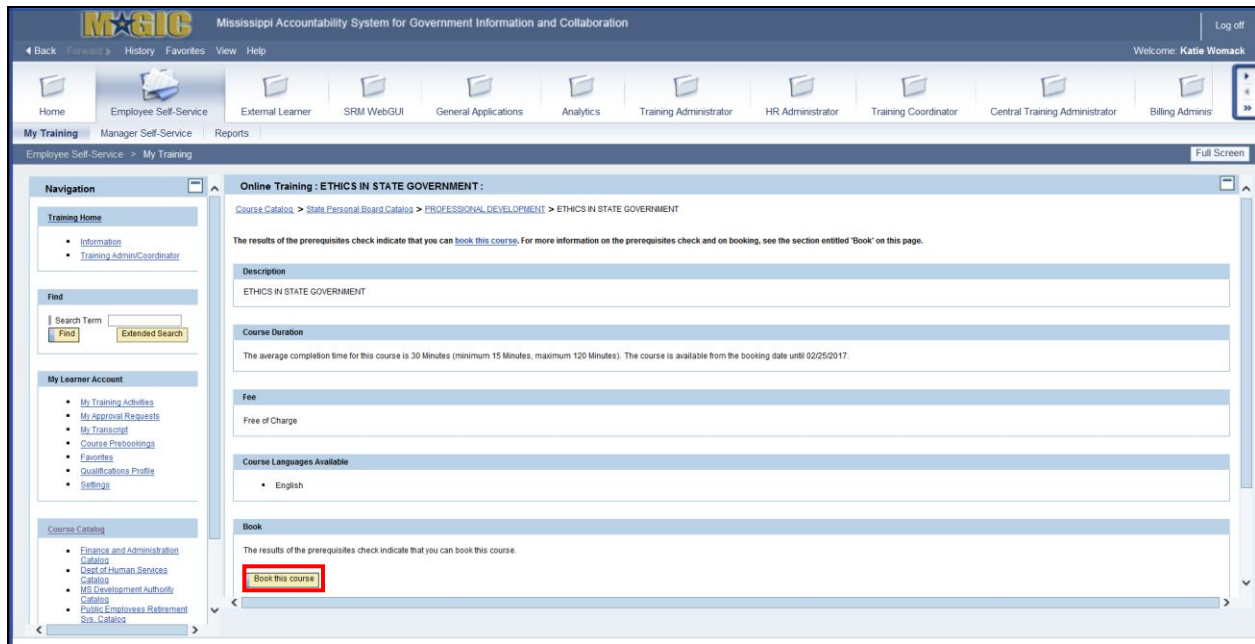 MAGIC
Mississippi Accountability System for Government Information and Collaboration
Log off
Back Forward History Favorites View Help
Welcome: Katie Womack
Home Employee Self-Service External Learner SRM WebGUI General Applications Analytics Training Administrator HR Administrator Training Coordinator Central Training Administrator Billing Adminis
My Training Manager Self-Service Reports
Employee Self-Service > My Training
Full Screen
Navigation
Training Home
Information
Training Admin/Coordinator
Find
Search Term
Find Extended Search
My Learner Account
My Training Activities
My Approval Requests
My Transcript
Course Prebookings
Favorites
Qualifications Profile
Settings
Course Catalog
Finance and Administration
Catalog
Dept of Human Services
Catalog
MS Development Authority
Catalog
Public Employees Retirement
Sys. Catalog
Online Training : ETHICS IN STATE GOVERNMENT :
Course Catalog > State Personal Board Catalog > PROFESSIONAL DEVELOPMENT > ETHICS IN STATE GOVERNMENT
The results of the prerequisites check indicate that you can book this course. For more information on the prerequisites check and on booking, see the section entitled 'Book' on this page.
Description
ETHICS IN STATE GOVERNMENT
Course Duration
The average completion time for this course is 30 Minutes (minimum 15 Minutes, maximum 120 Minutes). The course is available from the booking date until 02/25/2017.
Fee
Free of Charge
Course Languages Available
English
Book
The results of the prerequisites check indicate that you can book this course.
Book this course